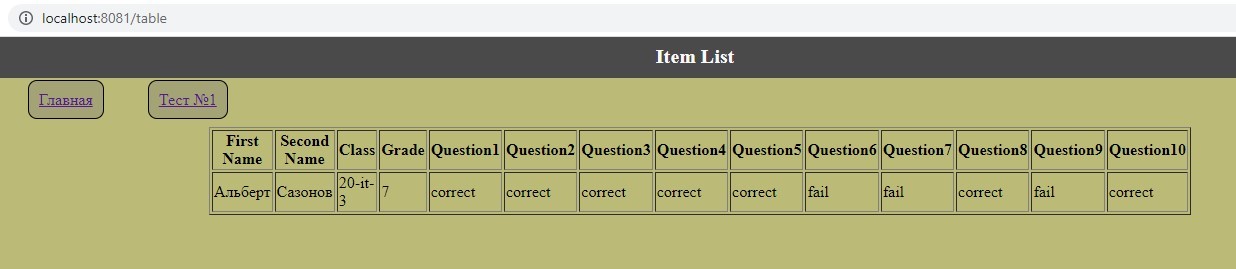 localhost:8081/table
Item List
Главная Тест №1
First Name Second Name Class Grade Question1 Question2 Question3 Question4 Question5 Question6 Question7 Question8 Question9 Question10
Альберт Сазонов 20-it-3 7 correct correct correct correct correct fail fail correct fail correct